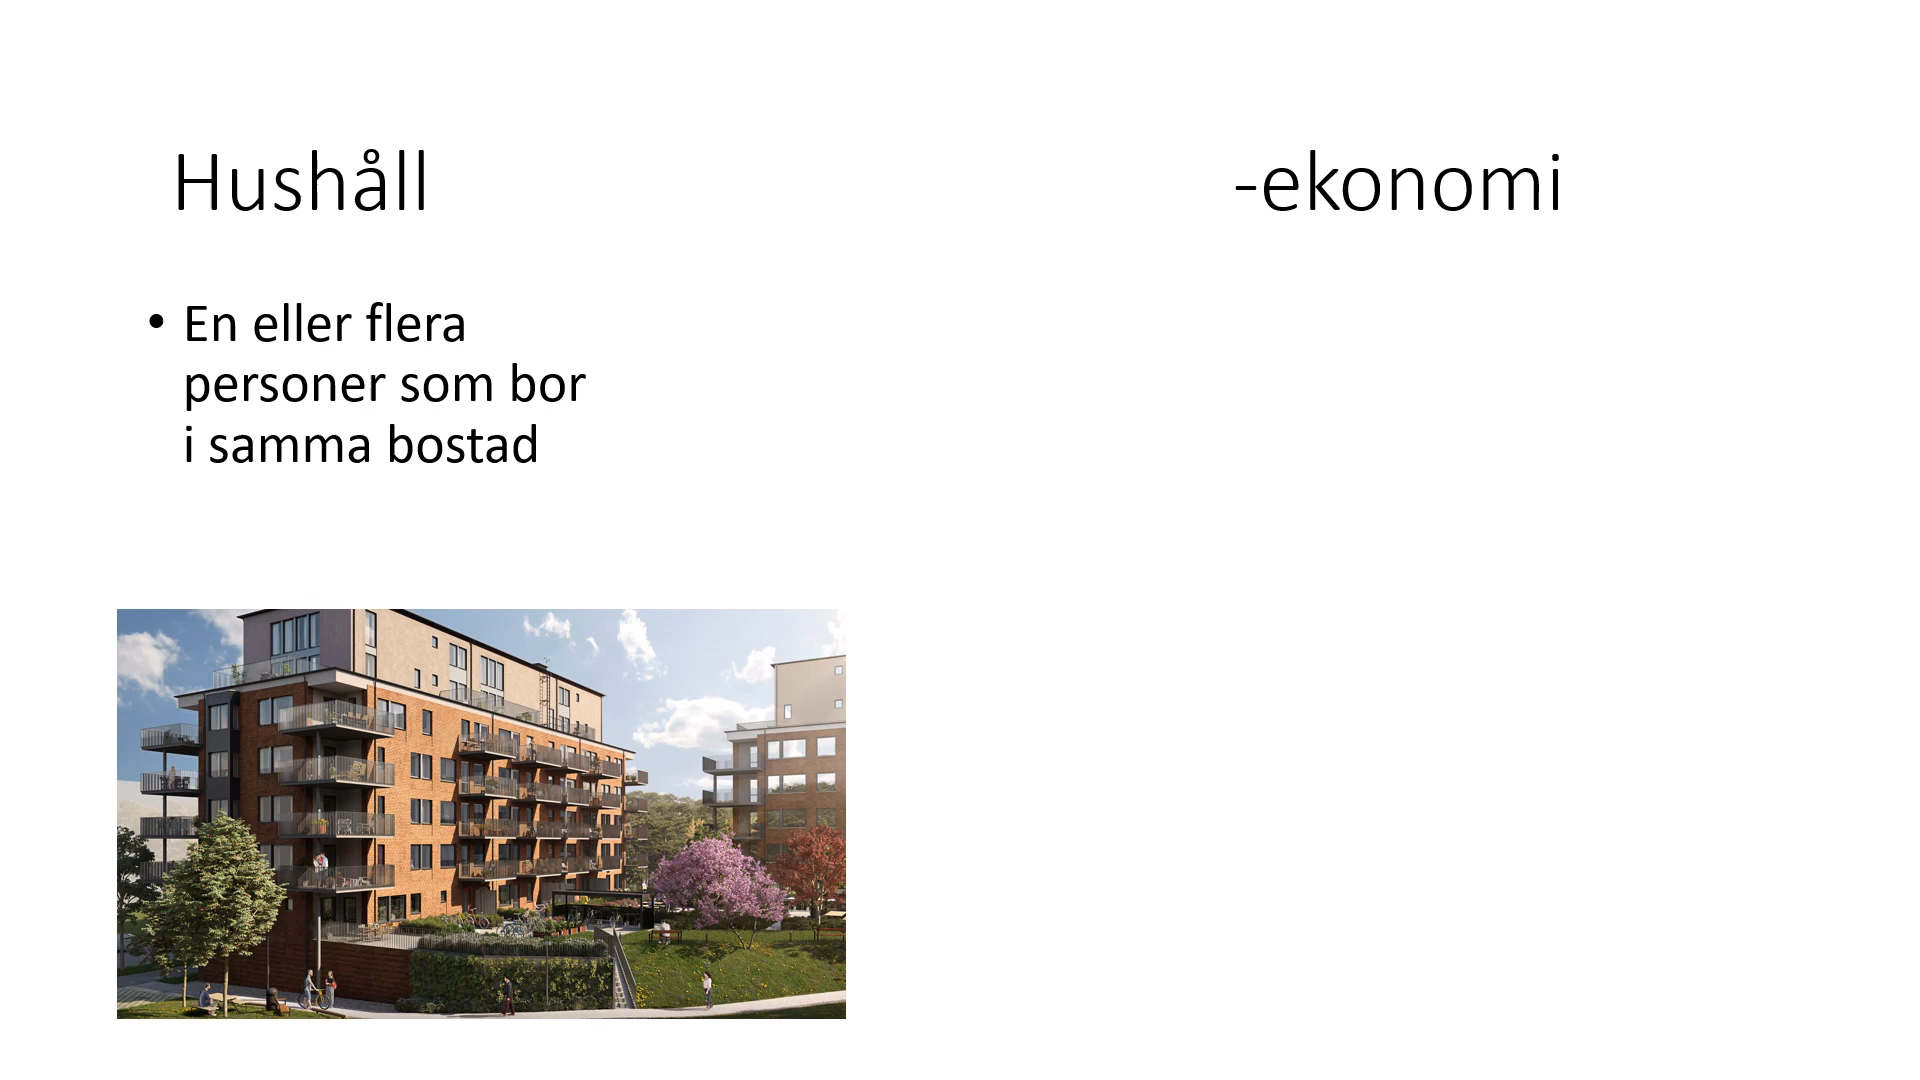 Hushåll
-ekonomi
• En eller flera
personer som bor
i samma bostad